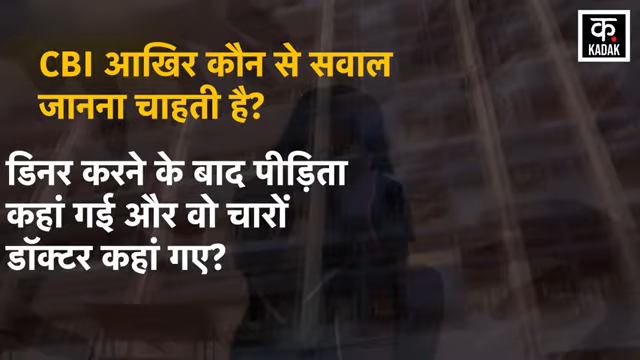 क
KADAK
CBI आखिर कौन से सवाल
जानना चाहती है?
डिनर करने के बाद पीड़िता
कहां गई और वो चारों
डॉक्टर कहां गए?